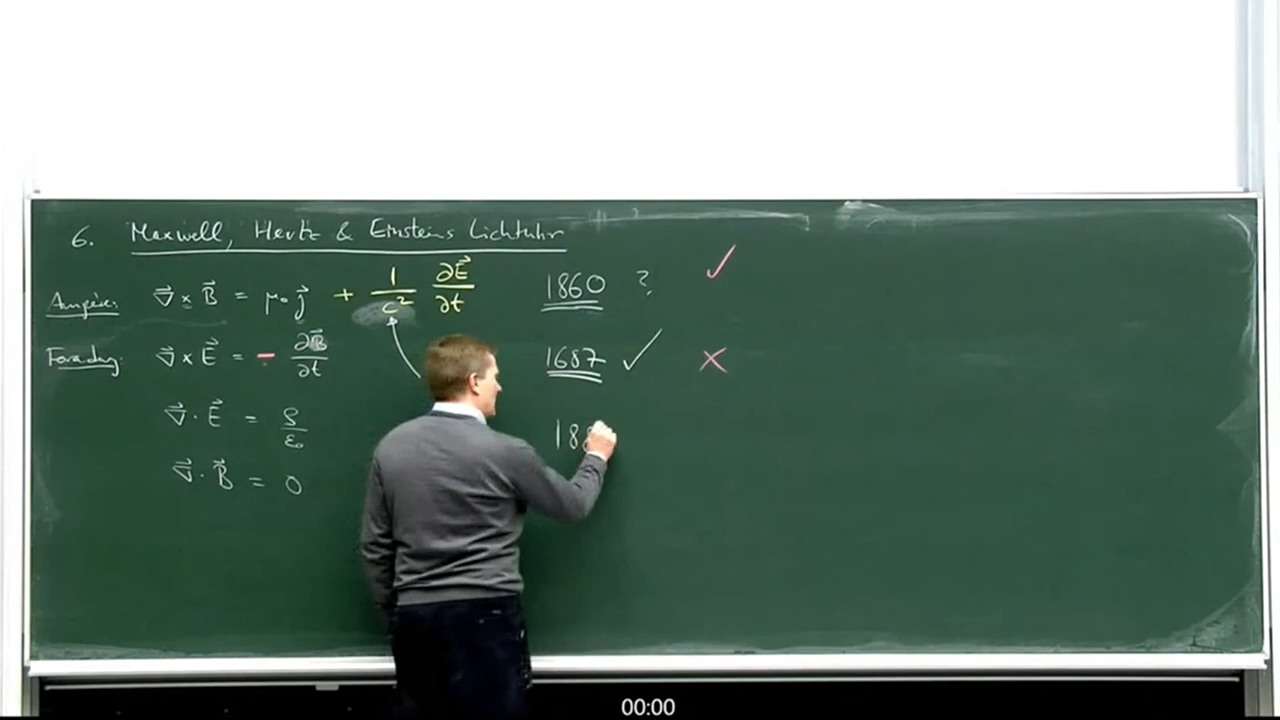 6. Maxwell, Hertz & Einsteins Lichtuhr
Ampère: ∇⃗ × B⃗ = μ₀ j⃗ + 1/c² ∂E⃗/∂t 1860 ? ✓
Faraday: ∇⃗ × E⃗ = - ∂B⃗/∂t 1687 ✓ ✗
∇⃗ · E⃗ = ρ/ε₀ 188
∇⃗ · B⃗ = 0
00:00